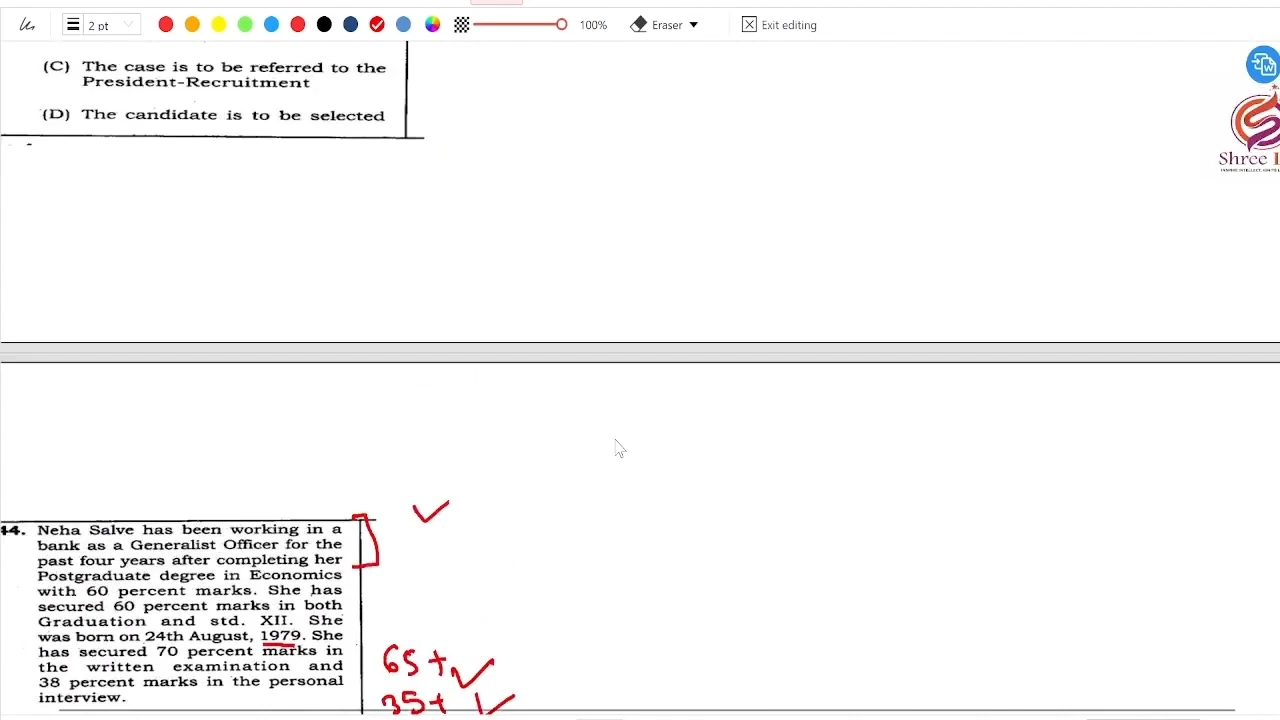 2 pt
100%
Eraser
Exit editing
(C) The case is to be referred to the
President-Recruitment
(D) The candidate is to be selected
Shree
44. Neha Salve has been working in a
bank as a Generalist Officer for the
past four years after completing her
Postgraduate degree in Economics
with 60 percent marks. She has
secured 60 percent marks in both
Graduation and std. XII. She
was born on 24th August, 1979. She
has secured 70 percent marks in
the written examination and
38 percent marks in the personal
interview.
65+
35+